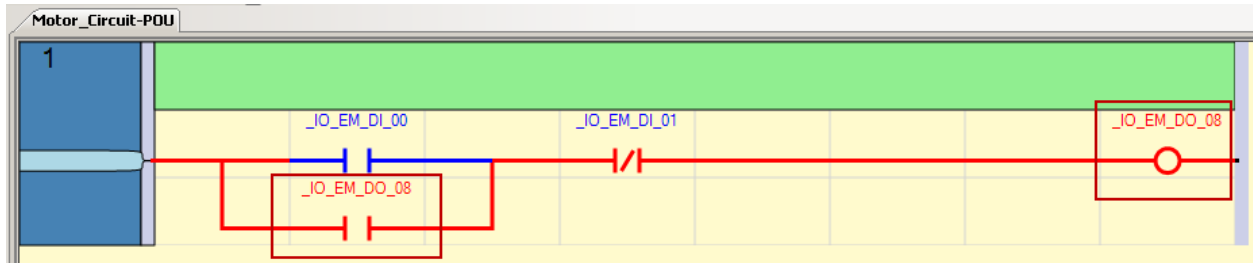 Motor_Circuit-POU
1
_IO_EM_DI_00
_IO_EM_DI_01
_IO_EM_DO_08
_IO_EM_DO_08